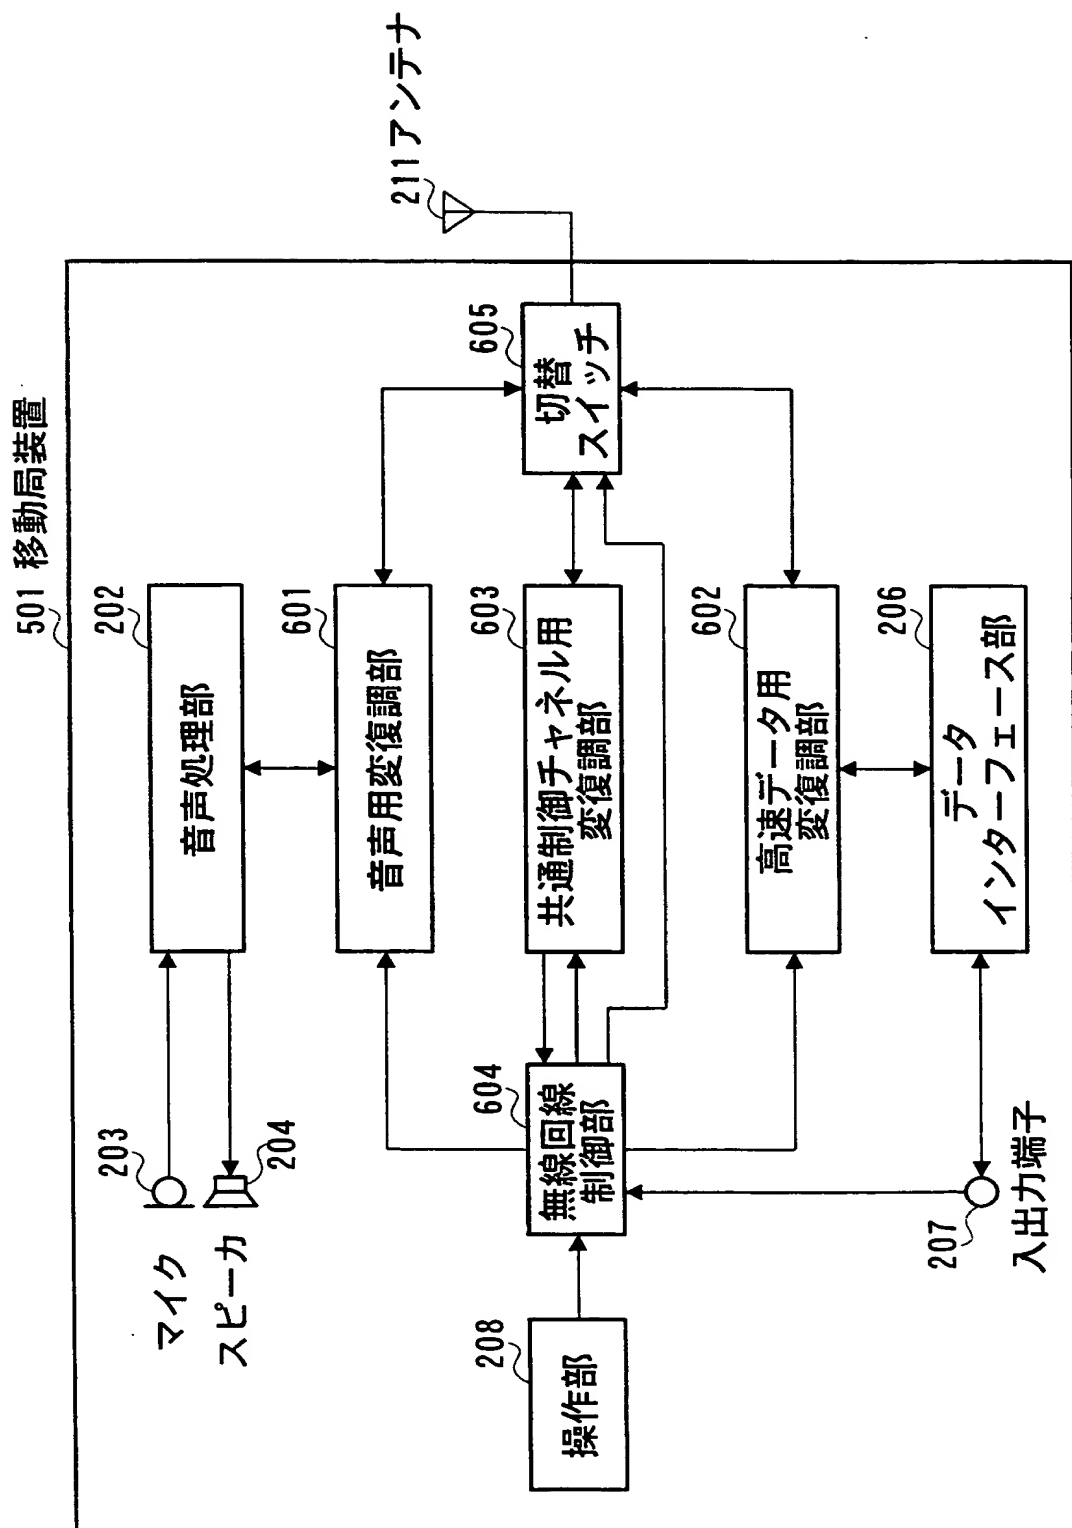 501 移動局装置
211アンテナ
マイク
203
スピーカ
204
202
音声処理部
601
音声用変復調部
603
共通制御チャネル用
変復調部
605
切替
スイッチ
208
操作部
604
無線回線
制御部
602
高速データ用
変復調部
206
データ
インターフェース部
207
入出力端子